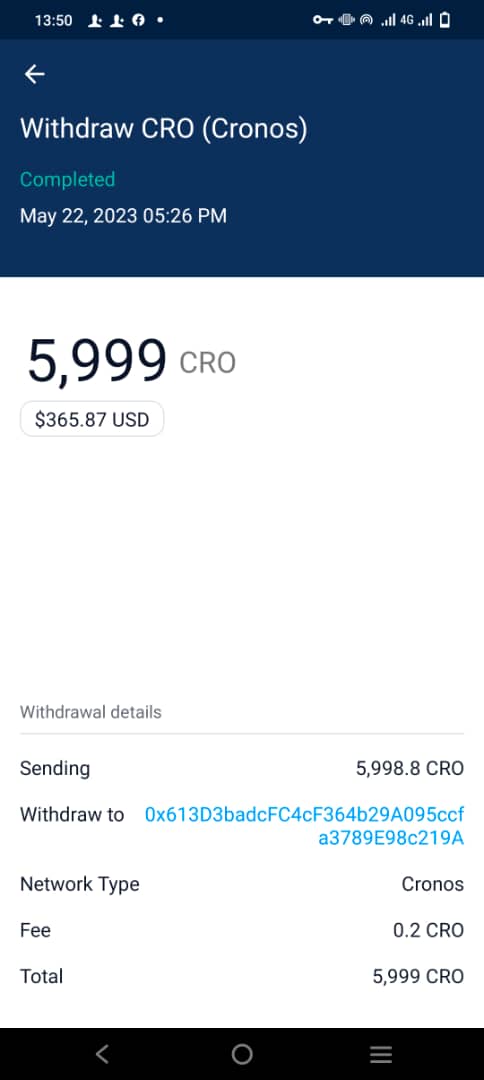 13:50
4G
Withdraw CRO (Cronos)
Completed
May 22, 2023 05:26 PM
5,999 CRO
$365.87 USD
Withdrawal details
Sending 5,998.8 CRO
Withdraw to 0x613D3badcFC4cF364b29A095ccf
a3789E98c219A
Network Type Cronos
Fee 0.2 CRO
Total 5,999 CRO